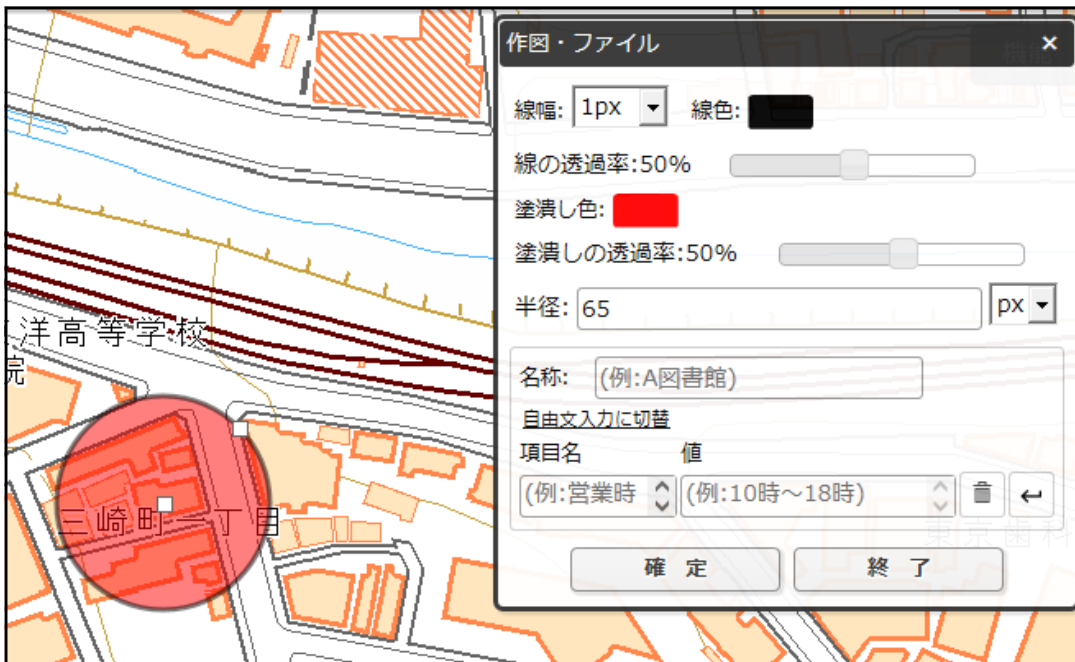 作図・ファイル ×
線幅: 1px 線色:
線の透過率:50%
塗潰し色:
塗潰しの透過率:50%
半径: 65 px
名称: (例:A図書館)
自由文入力に切替
項目名 値
(例:営業時 (例:10時～18時)
確 定 終 了
洋高等学校
院
三崎町一丁目
東京歯科